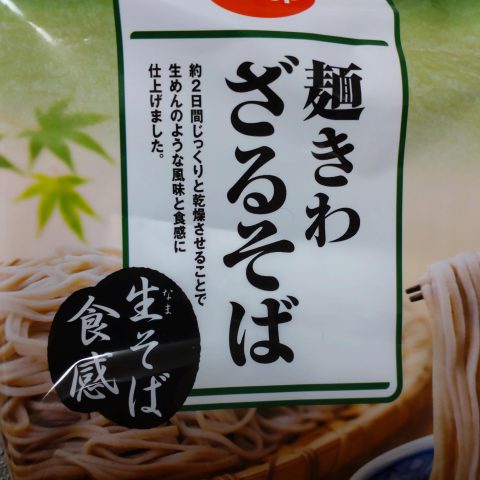 麺きわ
ざるそば
約2日間じっくりと乾燥させることで
生めんのような風味と食感に
仕上げました。
なま
生そば
食感